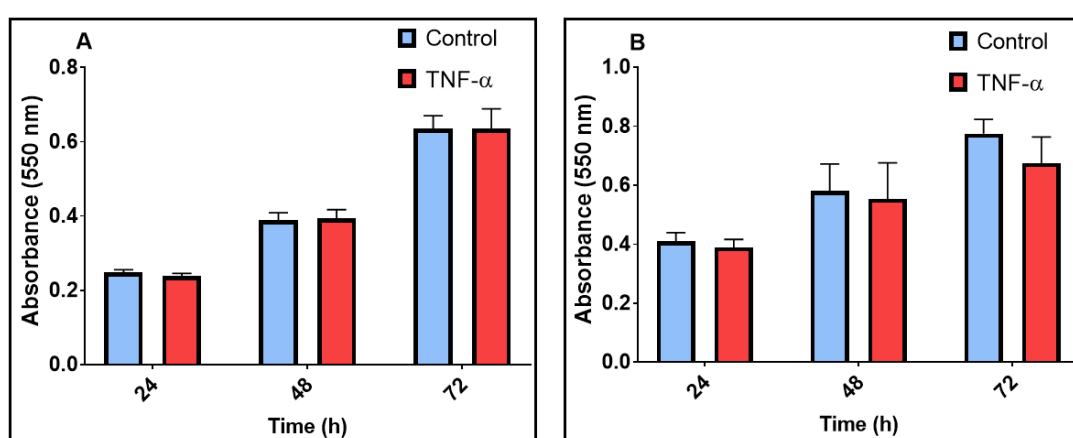 A
Control
TNF-α
Absorbance (550 nm)
0.8
0.6
0.4
0.2
0.0
24
48
72
Time (h)
B
Control
TNF-α
Absorbance (550 nm)
1.0
0.8
0.6
0.4
0.2
0.0
24
48
72
Time (h)